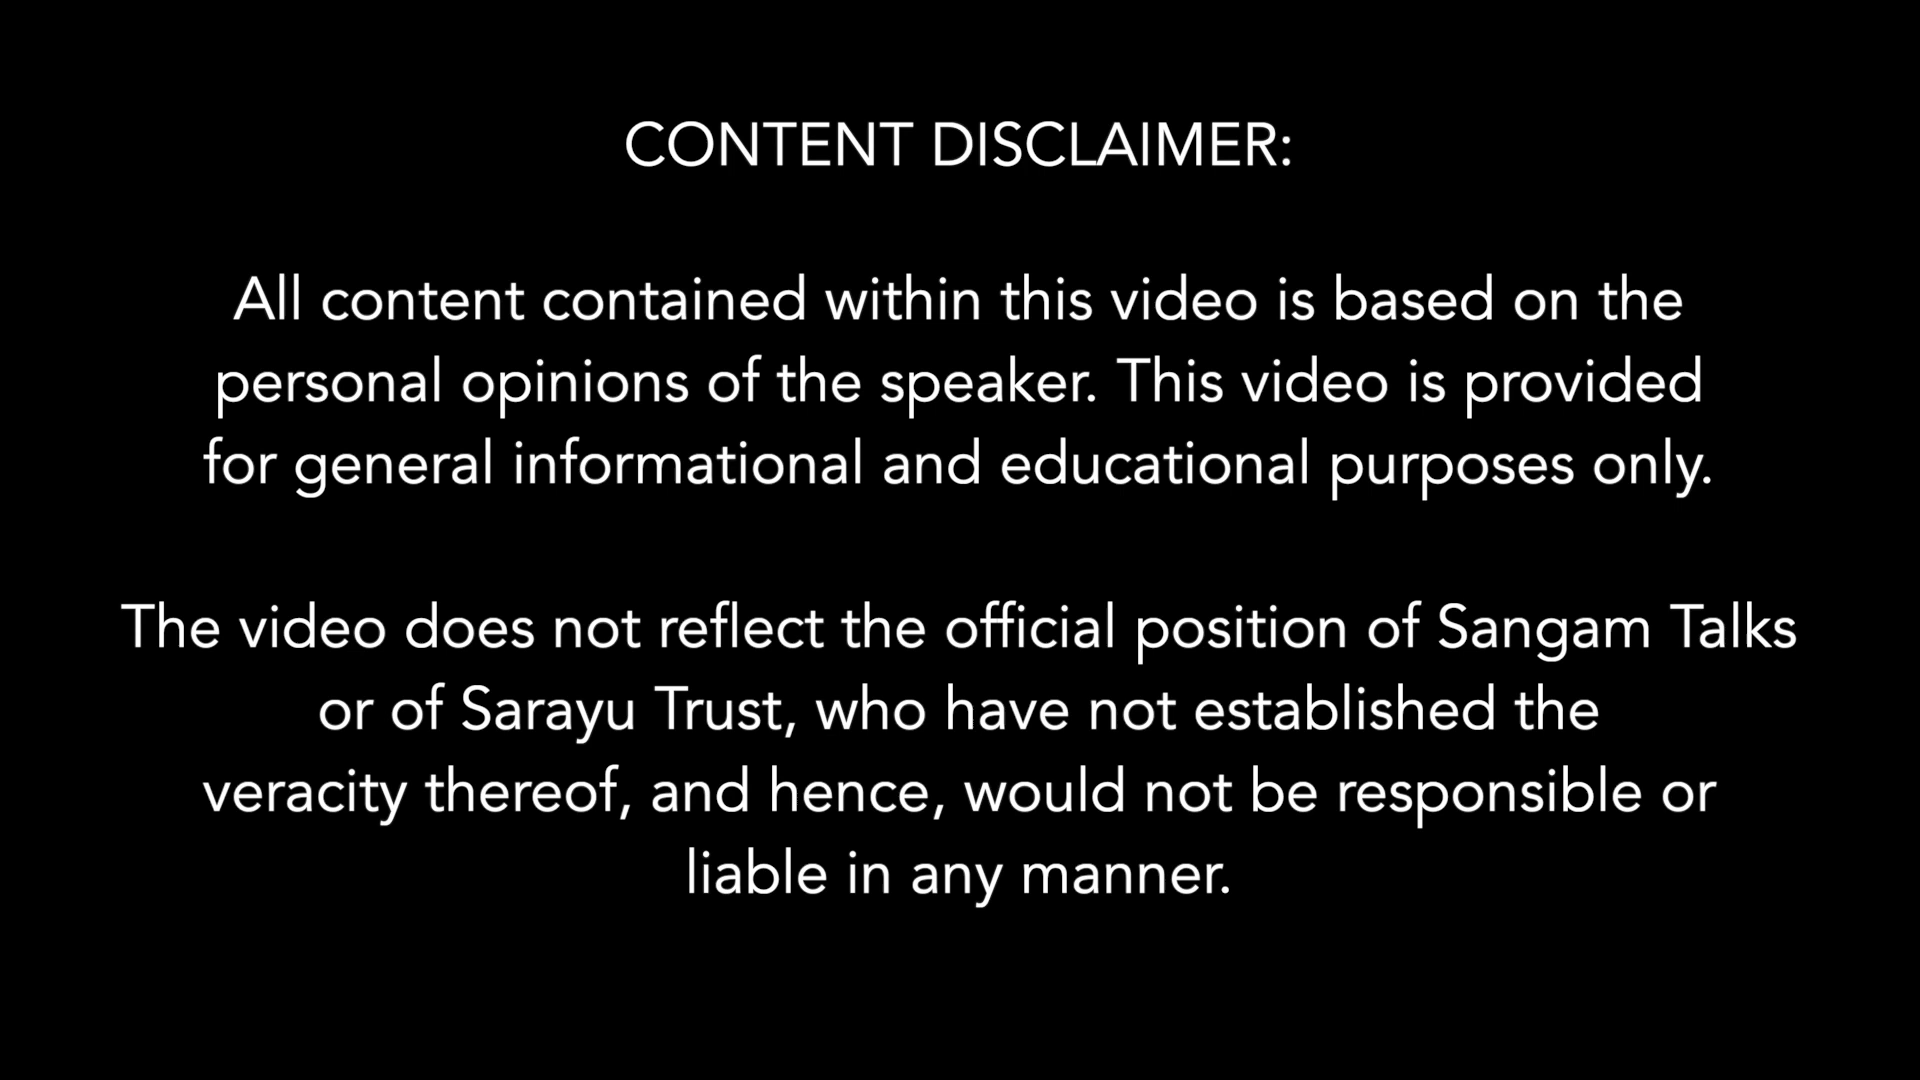 CONTENT DISCLAIMER:
All content contained within this video is based on the
personal opinions of the speaker. This video is provided
for general informational and educational purposes only.
The video does not reflect the official position of Sangam Talks
or of Sarayu Trust, who have not established the
veracity thereof, and hence, would not be responsible or
liable in any manner.